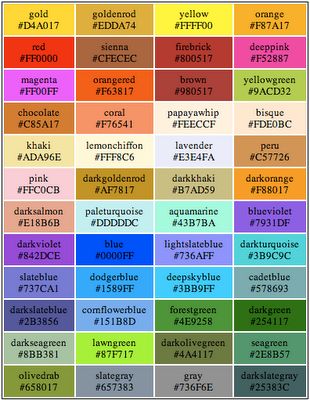 gold goldenrod yellow orange
#D4A017 #EDDA74 #FFFF00 #F87A17
red sienna firebrick deeppink
#FF0000 #CFECEC #800517 #F52887
magenta orangered brown yellowgreen
#FF00FF #F63817 #980517 #9ACD32
chocolate coral papayawhip bisque
#C85A17 #F76541 #FEECCF #FDE0BC
khaki lemonchiffon lavender peru
#ADA96E #FFF8C6 #E3E4FA #C57726
pink darkgoldenrod darkkhaki darkorange
#FFC0CB #AF7817 #B7AD59 #F88017
darksalmon paleturquoise aquamarine blueviolet
#E18B6B #DDDDDC #43B7BA #7931DF
darkviolet blue lightslateblue darkturquoise
#842DCE #0000FF #736AFF #3B9C9C
slateblue dodgerblue deepskyblue cadetblue
#737CA1 #1589FF #3BB9FF #578693
darkslateblue cornflowerblue forestgreen darkgreen
#2B3856 #151B8D #4E9258 #254117
darkseagreen lawngreen darkolivegreen seagreen
#8BB381 #87F717 #4A4117 #2E8B57
olivedrab slategray gray darkslategray
#658017 #657383 #736F6E #25383C